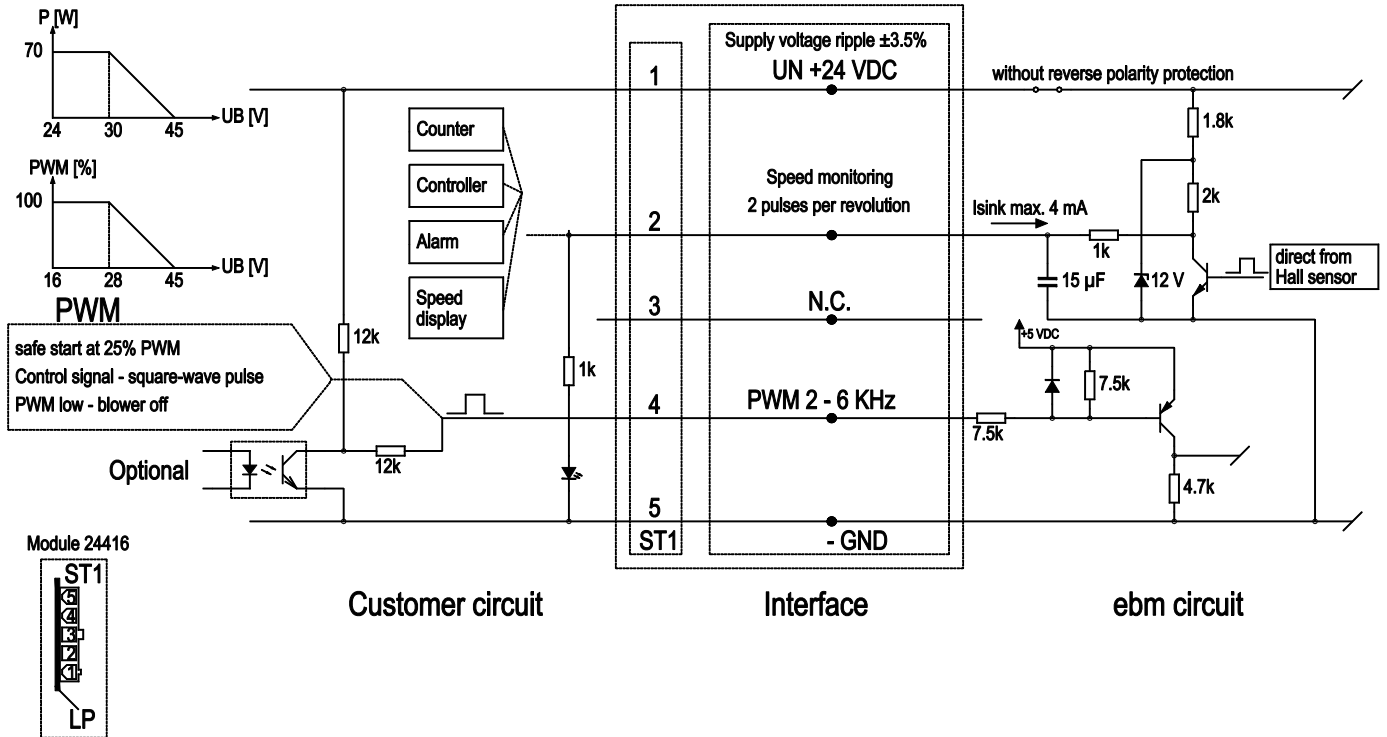 P [W]
70
24 30 45 UB [V]
PWM [%]
100
16 28 45 UB [V]
PWM
safe start at 25% PWM
Control signal - square-wave pulse
PWM low - blower off
Optional
12k
12k
Counter
Controller
Alarm
Speed
display
1k
1
2
3
4
5
ST1
Supply voltage ripple ±3.5%
UN +24 VDC
Speed monitoring
2 pulses per revolution
N.C.
PWM 2 - 6 KHz
- GND
without reverse polarity protection
1.8k
2k
Isink max. 4 mA
1k
15 µF
12 V
direct from
Hall sensor
+5 VDC
7.5k
7.5k
4.7k
Module 24416
ST1
5
4
3
2
1
LP
Customer circuit
Interface
ebm circuit